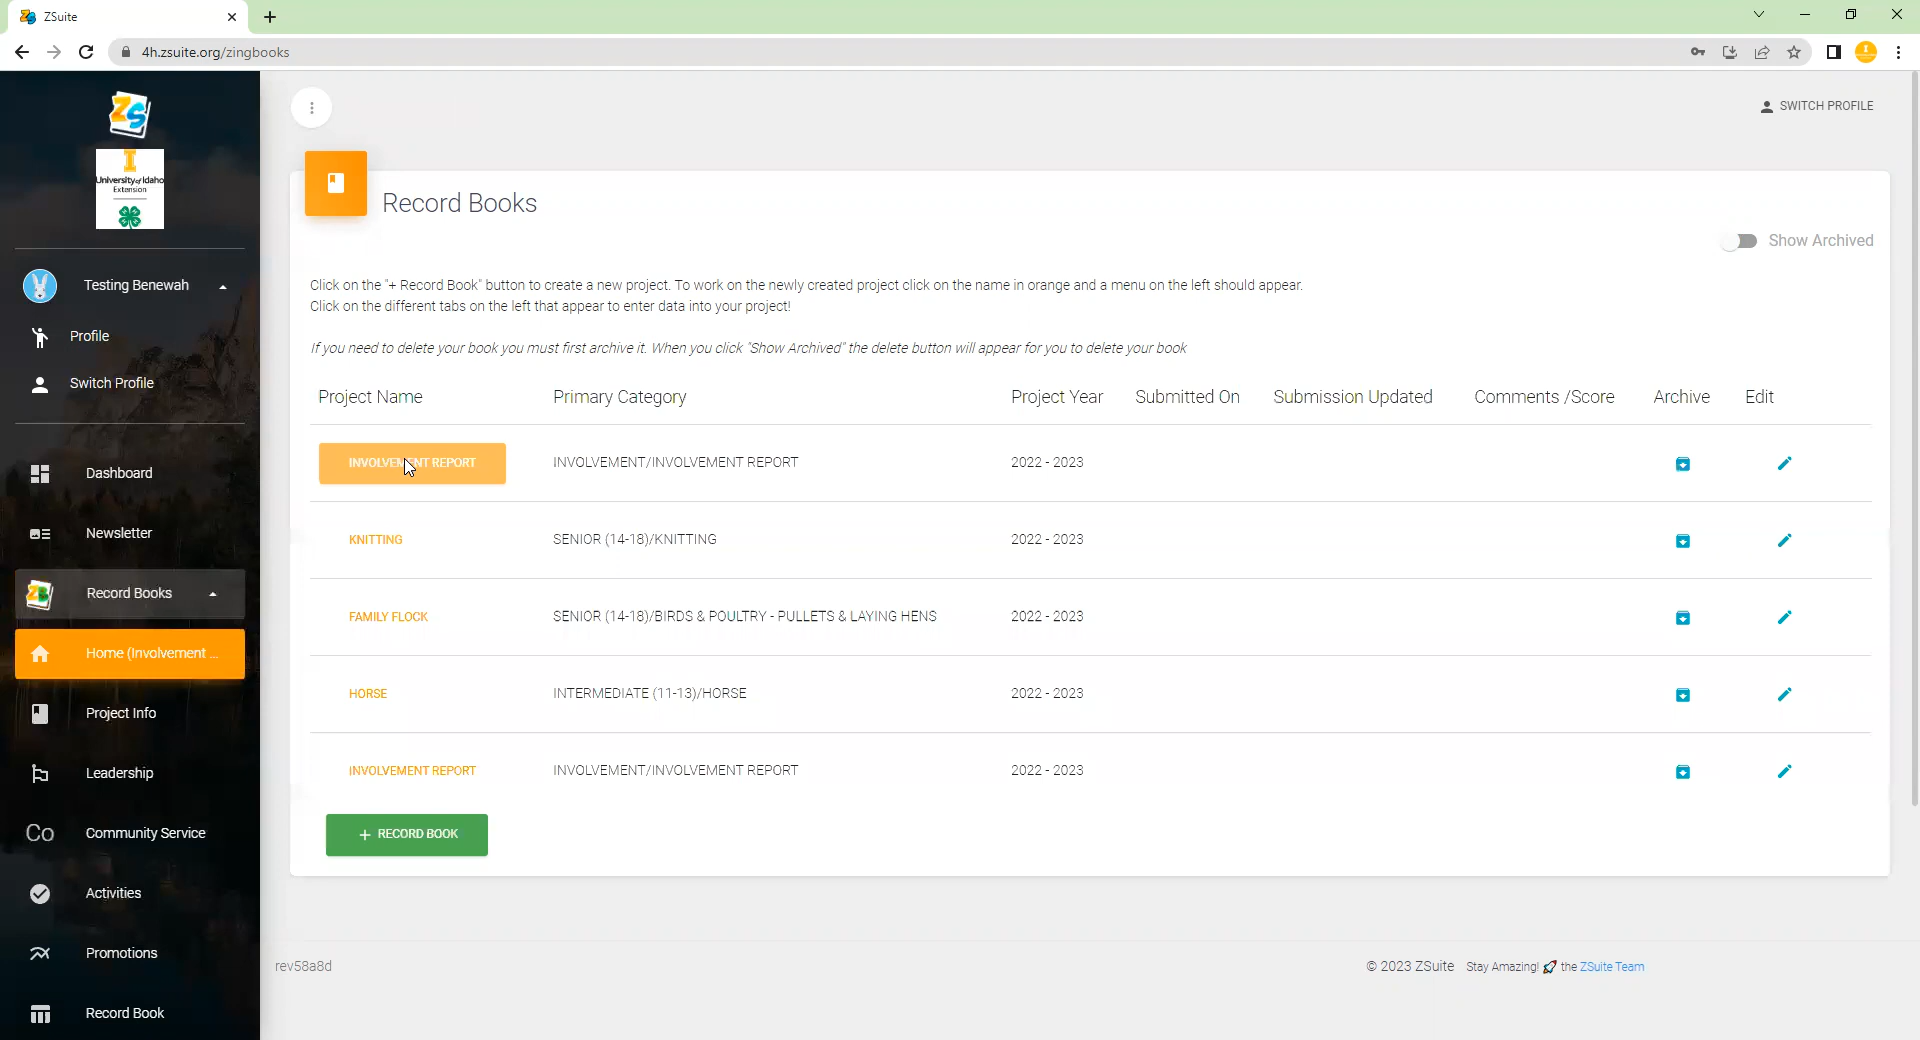 ZSuite
4h.zsuite.org/zingbooks
University of Idaho
Extension
Testing Benewah
Profile
Switch Profile
Dashboard
Newsletter
Record Books
Home (Involvement ...
Project Info
Leadership
Co Community Service
Activities
Promotions
Record Book
SWITCH PROFILE
Record Books
Show Archived
Click on the "+ Record Book" button to create a new project. To work on the newly created project click on the name in orange and a menu on the left should appear.
Click on the different tabs on the left that appear to enter data into your project!
If you need to delete your book you must first archive it. When you click "Show Archived" the delete button will appear for you to delete your book
Project Name Primary Category Project Year Submitted On Submission Updated Comments /Score Archive Edit
INVOLVEMENT REPORT INVOLVEMENT/INVOLVEMENT REPORT 2022 - 2023
KNITTING SENIOR (14-18)/KNITTING 2022 - 2023
FAMILY FLOCK SENIOR (14-18)/BIRDS & POULTRY - PULLETS & LAYING HENS 2022 - 2023
HORSE INTERMEDIATE (11-13)/HORSE 2022 - 2023
INVOLVEMENT REPORT INVOLVEMENT/INVOLVEMENT REPORT 2022 - 2023
+ RECORD BOOK
rev58a8d
© 2023 ZSuite Stay Amazing! 🚀 the ZSuite Team